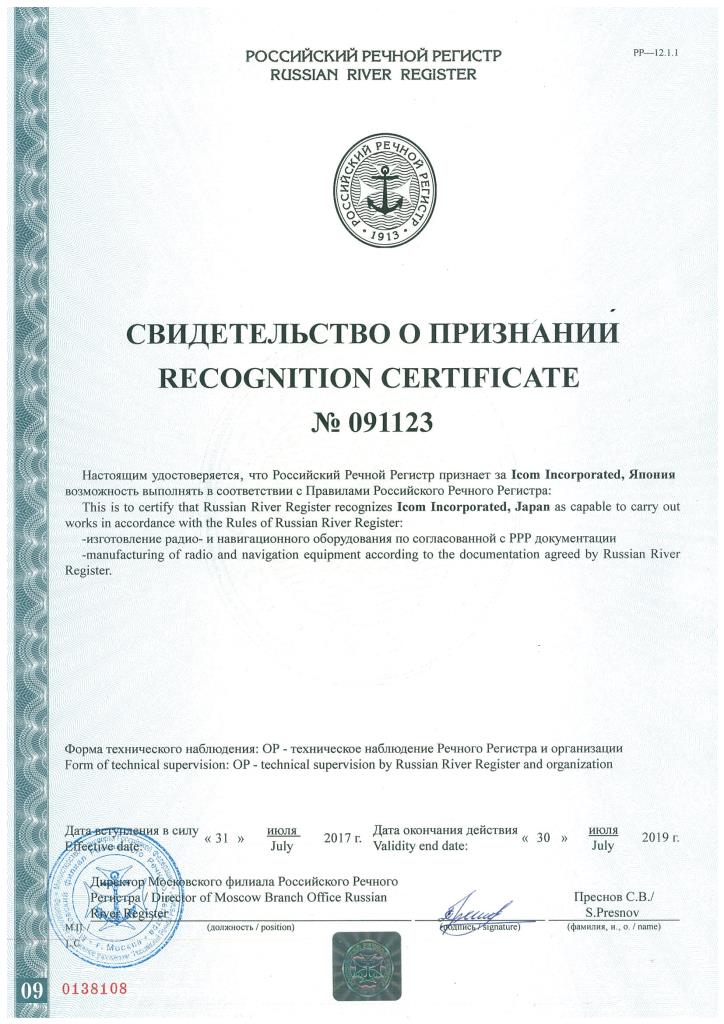 РОССИЙСКИЙ РЕЧНОЙ РЕГИСТР
RUSSIAN RIVER REGISTER
РР—12.1.1
РОССИЙСКИЙ РЕЧНОЙ РЕГИСТР
• 1913 •
СВИДЕТЕЛЬСТВО О ПРИЗНАНИИ
RECOGNITION CERTIFICATE
№ 091123
Настоящим удостоверяется, что Российский Речной Регистр признает за Icom Incorporated, Япония
возможность выполнять в соответствии с Правилами Российского Речного Регистра:
This is to certify that Russian River Register recognizes Icom Incorporated, Japan as capable to carry out
works in accordance with the Rules of Russian River Register:
-изготовление радио- и навигационного оборудования по согласованной с РРР документации
-manufacturing of radio and navigation equipment according to the documentation agreed by Russian River
Register.
Форма технического наблюдения: ОР - техническое наблюдение Речного Регистра и организации
Form of technical supervision: OP - technical supervision by Russian River Register and organization
Дата вступления в силу « 31 » июля 2017 г. Дата окончания действия « 30 » июля 2019 г.
Effective date: July Validity end date: July
Директор Московского филиала Российского Речного
Регистра / Director of Moscow Branch Office Russian
River Register
Преснов С.В./
S.Presnov
М.П.
(должность / position)
(подпись / signature)
(фамилия, и., о. / name)
г. Москва
09
0138108